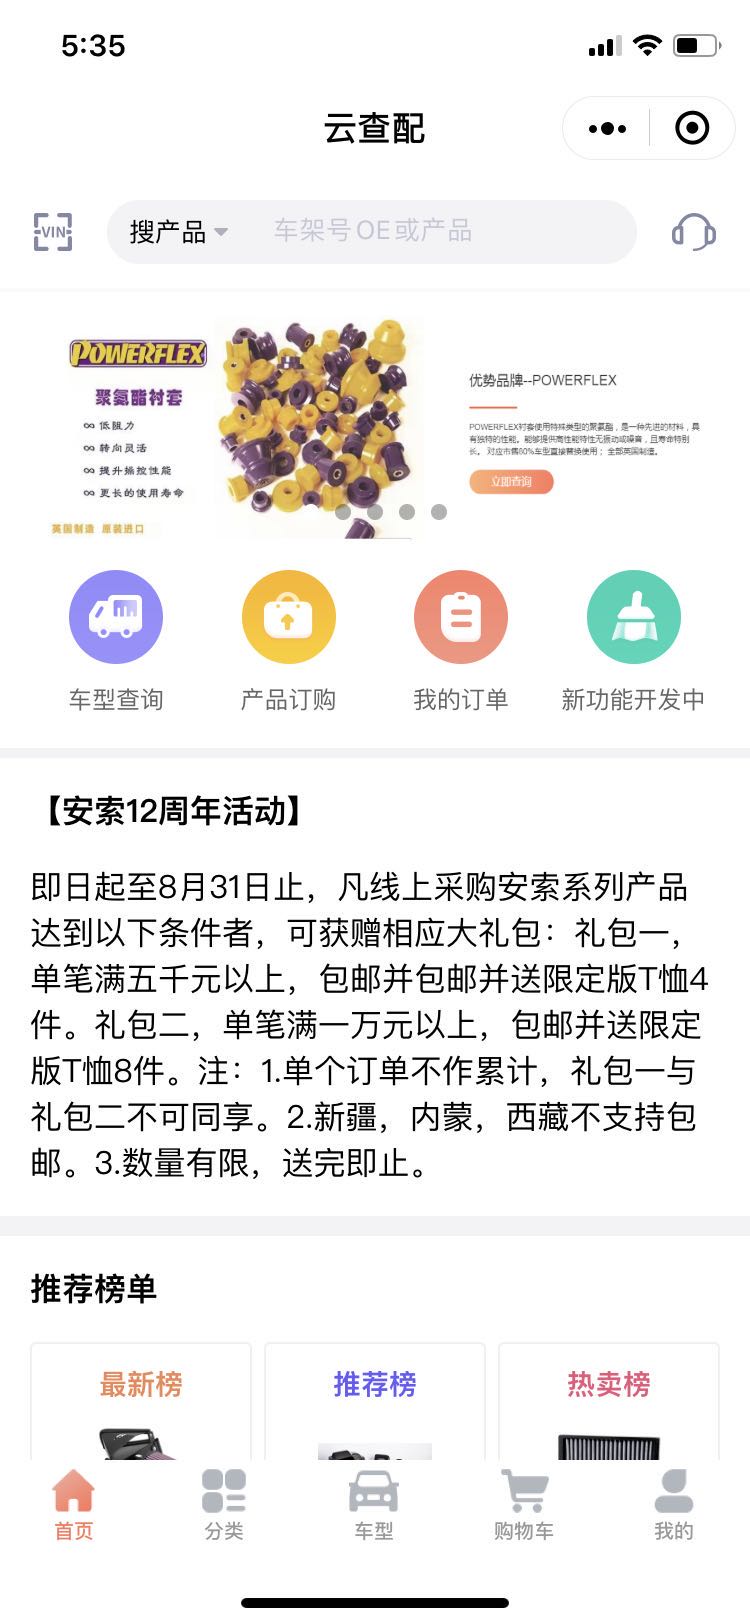 5:35
云查配
VIN
搜产品
车架号OE或产品
POWERFLEX
聚氨酯衬套
∞ 低阻力
∞ 转向灵活
∞ 提升操控性能
∞ 更长的使用寿命
英国制造 原装进口
优势品牌--POWERFLEX
POWERFLEX衬套使用特殊类型的聚氨酯，是一种先进的材料，具
有独特的性能。能够提供高性能特性无振动或噪音，且寿命特别
长。对应市售80%车型直接替换使用； 全部英国制造。
立即查询
车型查询
产品订购
我的订单
新功能开发中
【安索12周年活动】
即日起至8月31日止，凡线上采购安索系列产品
达到以下条件者，可获赠相应大礼包：礼包一，
单笔满五千元以上，包邮并包邮并送限定版T恤4
件。礼包二，单笔满一万元以上，包邮并送限定
版T恤8件。注：1.单个订单不作累计，礼包一与
礼包二不可同享。2.新疆，内蒙，西藏不支持包
邮。3.数量有限，送完即止。
推荐榜单
最新榜
推荐榜
热卖榜
首页
分类
车型
购物车
我的